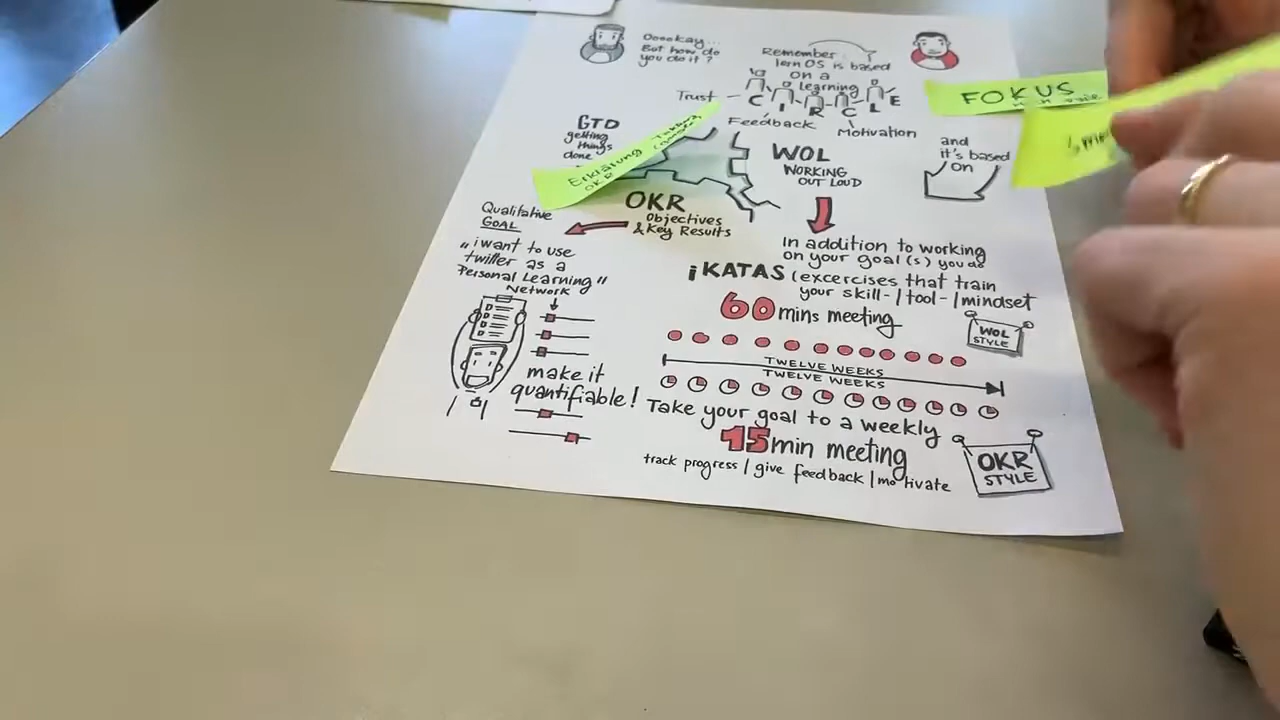 Ooookay...
But how do
you do it?
Remember:
lernOS is based
on a
learning
CIRCLE
Trust
Feedback
Motivation
FOKUS
GTD
getting
things
done
Erklärung
OKR
WOL
WORKING
OUT LOUD
and
it's based
on
OKR
Objectives
& Key Results
Qualitative
GOAL
"i want to use
twitter as a
Personal Learning"
Network
make it
quantifiable!
In addition to working
on your goal(s) you do
KATAS (excercises that train
your skill-/tool-/mindset
60 mins meeting
WOL
STYLE
TWELVE WEEKS
TWELVE WEEKS
Take your goal to a weekly
15 min meeting
track progress | give feedback | motivate
OKR
STYLE